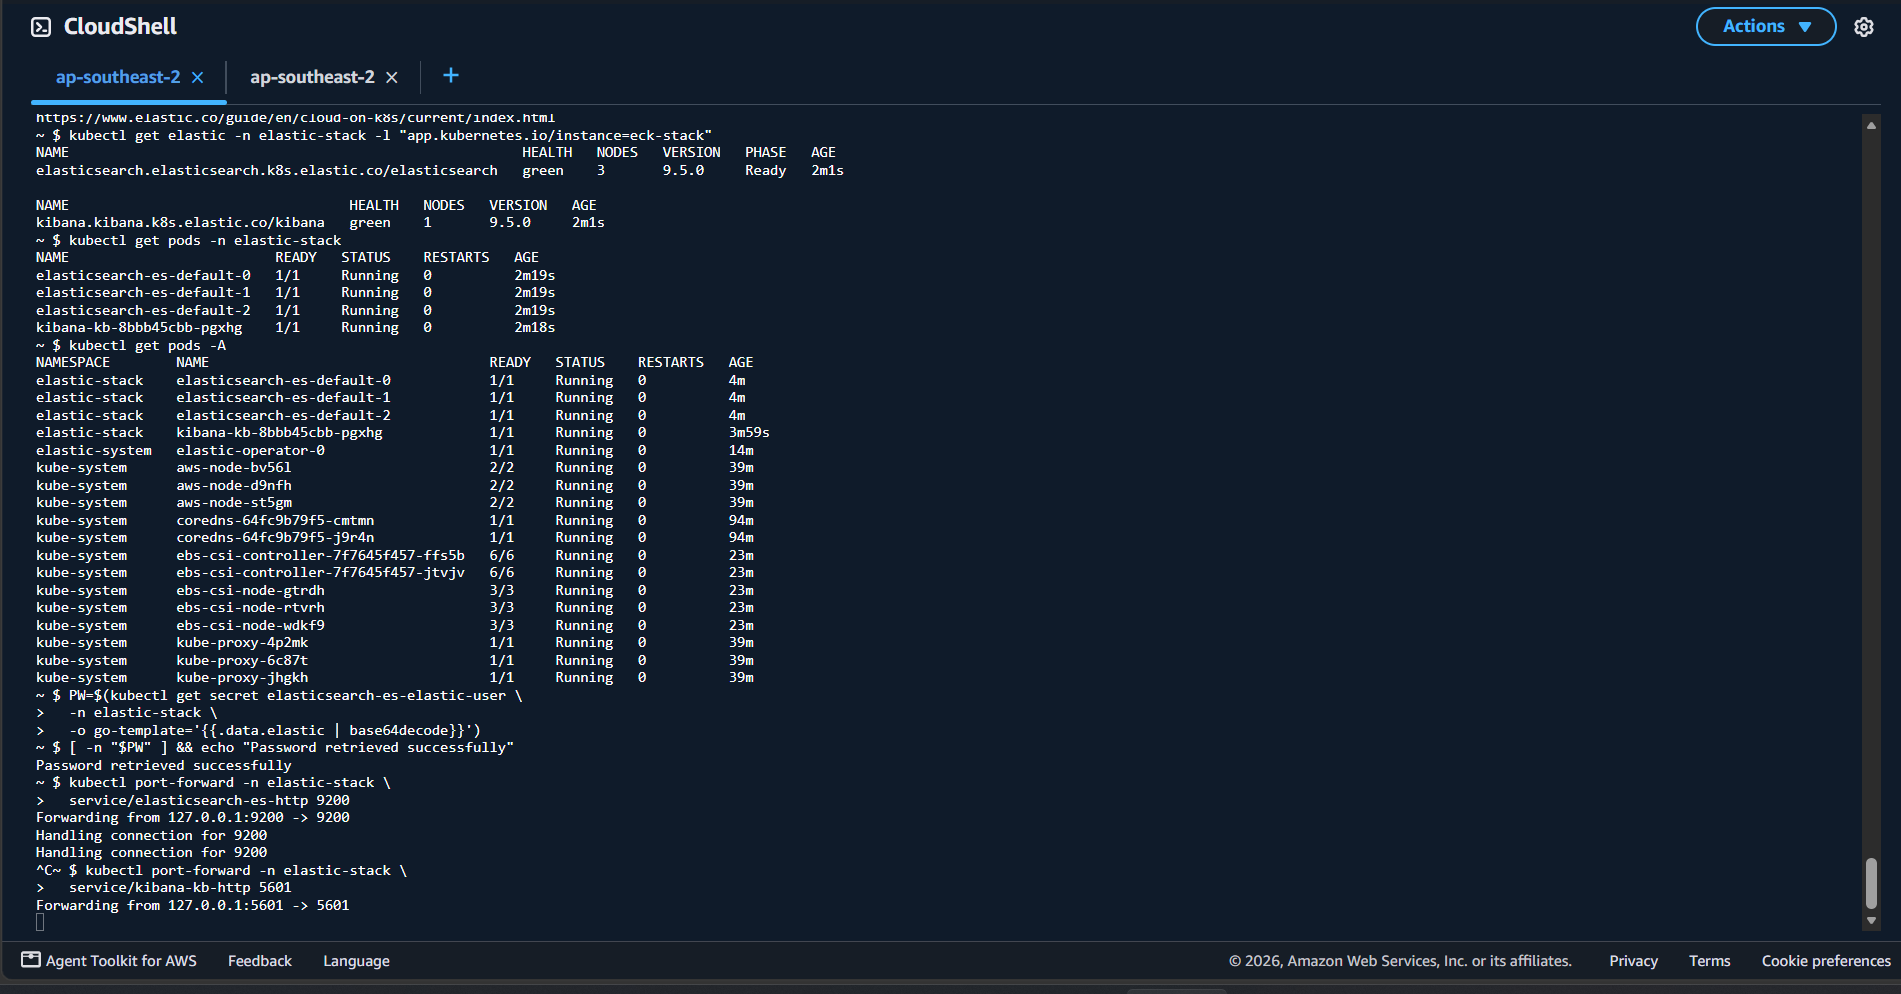 CloudShell
Actions
ap-southeast-2
ap-southeast-2
https://www.elastic.co/guide/en/cloud-on-k8s/current/index.html
~ $ kubectl get elastic -n elastic-stack -l "app.kubernetes.io/instance=eck-stack"
NAME HEALTH NODES VERSION PHASE AGE
elasticsearch.elasticsearch.k8s.elastic.co/elasticsearch green 3 9.5.0 Ready 2m1s
NAME HEALTH NODES VERSION AGE
kibana.kibana.k8s.elastic.co/kibana green 1 9.5.0 2m1s
~ $ kubectl get pods -n elastic-stack
NAME READY STATUS RESTARTS AGE
elasticsearch-es-default-0 1/1 Running 0 2m19s
elasticsearch-es-default-1 1/1 Running 0 2m19s
elasticsearch-es-default-2 1/1 Running 0 2m19s
kibana-kb-8bbb45cbb-pgxhg 1/1 Running 0 2m18s
~ $ kubectl get pods -A
NAMESPACE NAME READY STATUS RESTARTS AGE
elastic-stack elasticsearch-es-default-0 1/1 Running 0 4m
elastic-stack elasticsearch-es-default-1 1/1 Running 0 4m
elastic-stack elasticsearch-es-default-2 1/1 Running 0 4m
elastic-stack kibana-kb-8bbb45cbb-pgxhg 1/1 Running 0 3m59s
elastic-system elastic-operator-0 1/1 Running 0 14m
kube-system aws-node-bv56l 2/2 Running 0 39m
kube-system aws-node-d9nfh 2/2 Running 0 39m
kube-system aws-node-st5gm 2/2 Running 0 39m
kube-system coredns-64fc9b79f5-cmtmn 1/1 Running 0 94m
kube-system coredns-64fc9b79f5-j9r4n 1/1 Running 0 94m
kube-system ebs-csi-controller-7f7645f457-ffs5b 6/6 Running 0 23m
kube-system ebs-csi-controller-7f7645f457-jtvjv 6/6 Running 0 23m
kube-system ebs-csi-node-gtrdh 3/3 Running 0 23m
kube-system ebs-csi-node-rtvrh 3/3 Running 0 23m
kube-system ebs-csi-node-wdkf9 3/3 Running 0 23m
kube-system kube-proxy-4p2mk 1/1 Running 0 39m
kube-system kube-proxy-6c87t 1/1 Running 0 39m
kube-system kube-proxy-jhgkh 1/1 Running 0 39m
~ $ PW=$(kubectl get secret elasticsearch-es-elastic-user \
> -n elastic-stack \
> -o go-template='{{.data.elastic | base64decode}}')
~ $ [ -n "$PW" ] && echo "Password retrieved successfully"
Password retrieved successfully
~ $ kubectl port-forward -n elastic-stack \
> service/elasticsearch-es-http 9200
Forwarding from 127.0.0.1:9200 -> 9200
Handling connection for 9200
Handling connection for 9200
^C~ $ kubectl port-forward -n elastic-stack \
> service/kibana-kb-http 5601
Forwarding from 127.0.0.1:5601 -> 5601
Agent Toolkit for AWS Feedback Language © 2026, Amazon Web Services, Inc. or its affiliates. Privacy Terms Cookie preferences